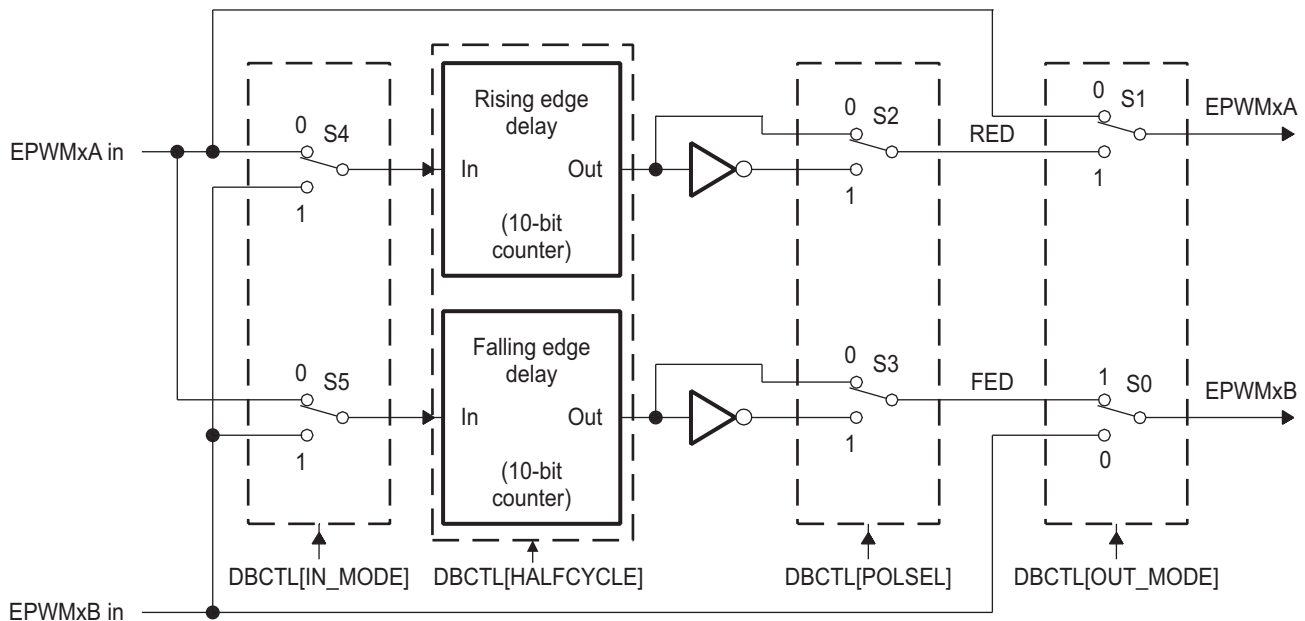 0
S1
EPWMxA
Rising edge
delay
0
S2
0
S4
RED
EPWMxA in
In
Out
1
1
1
(10-bit
counter)
Falling edge
delay
0
S3
0
S5
FED
1
S0
EPWMxB
In
Out
1
1
0
(10-bit
counter)
DBCTL[IN_MODE]
DBCTL[HALFCYCLE]
DBCTL[POLSEL]
DBCTL[OUT_MODE]
EPWMxB in